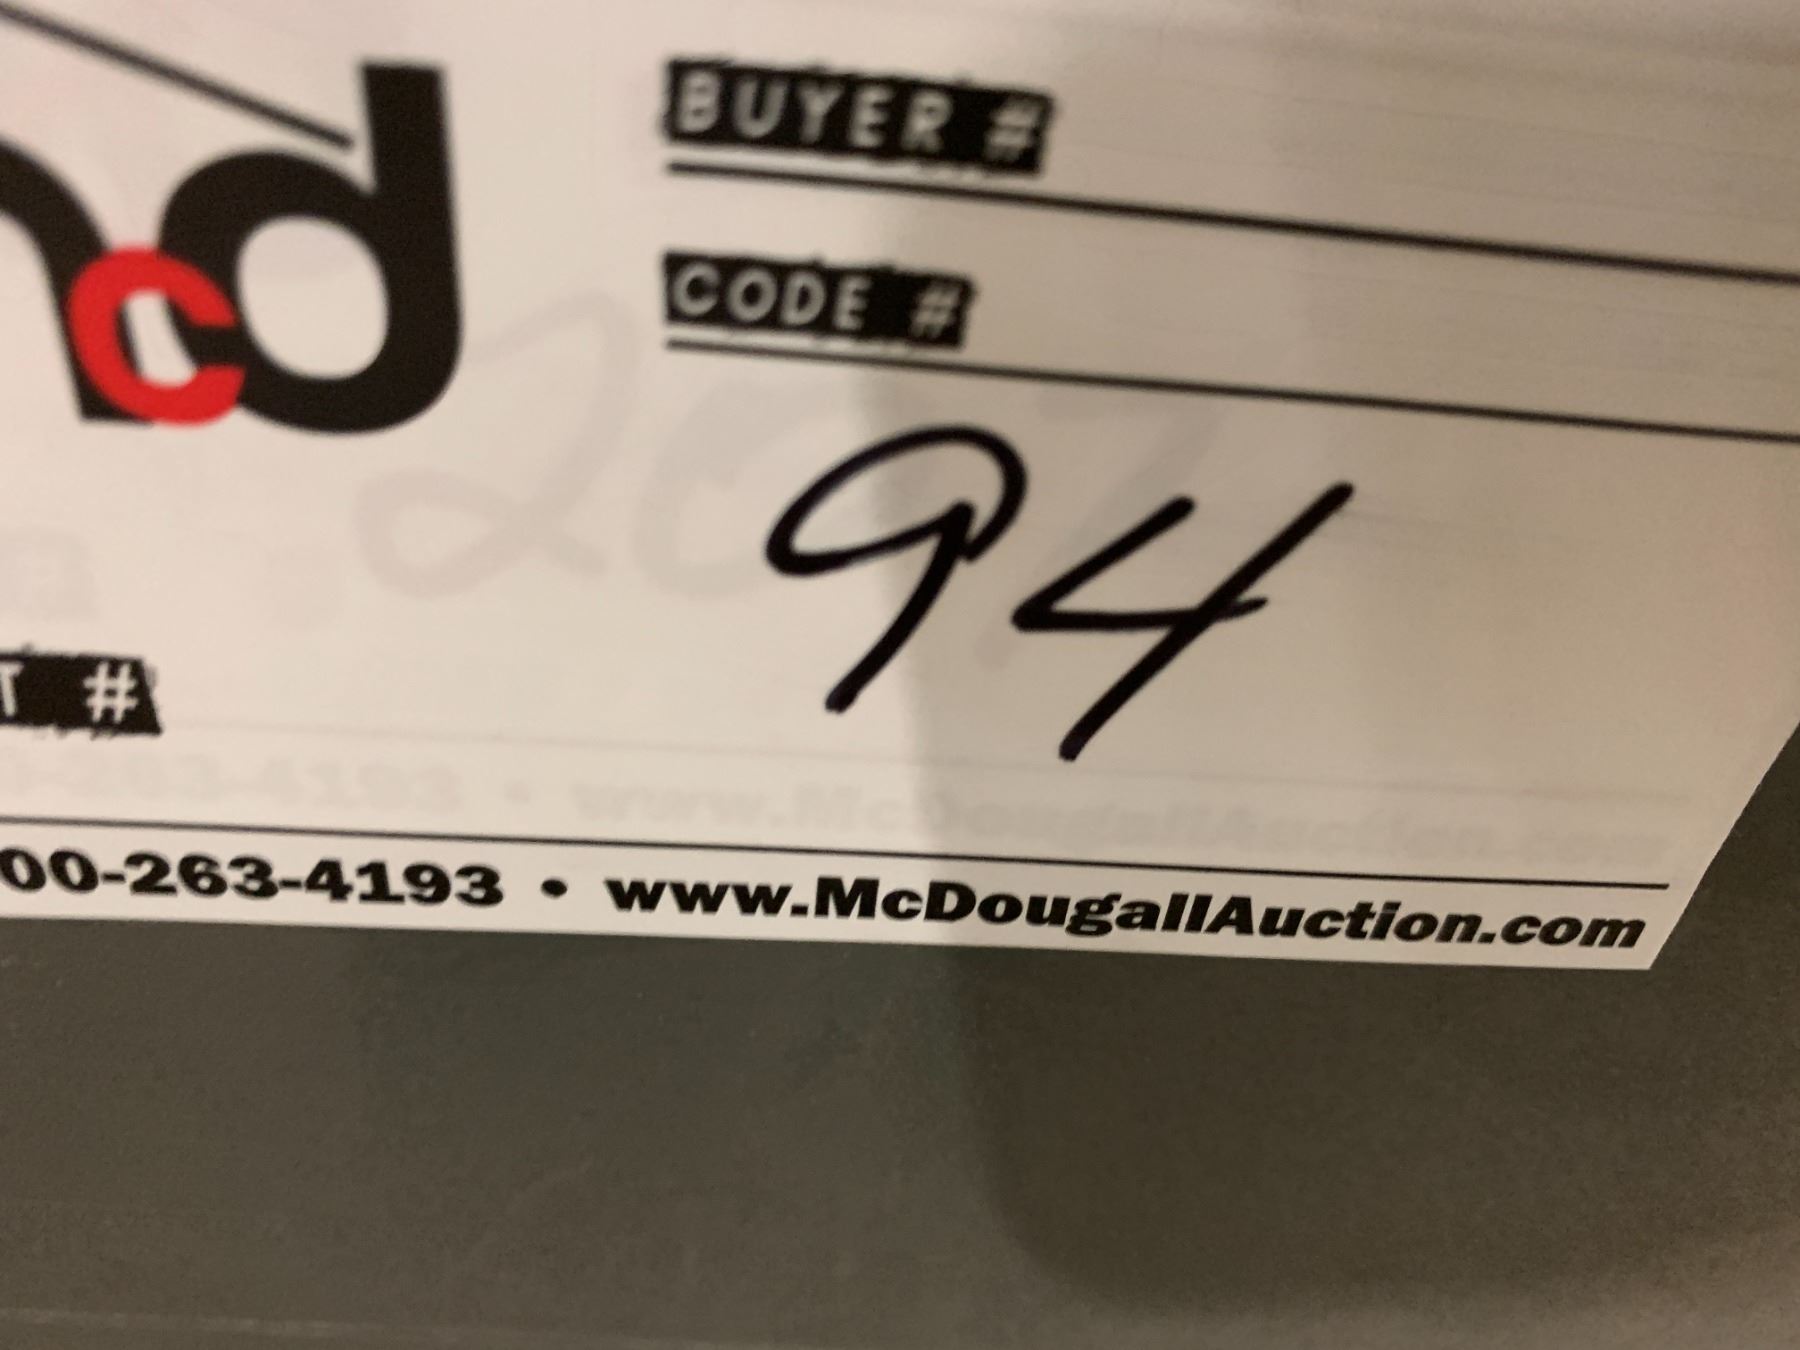 BUYER #
CODE #
mcd
94
T #
00-263-4193 • www.McDougallAuction.com